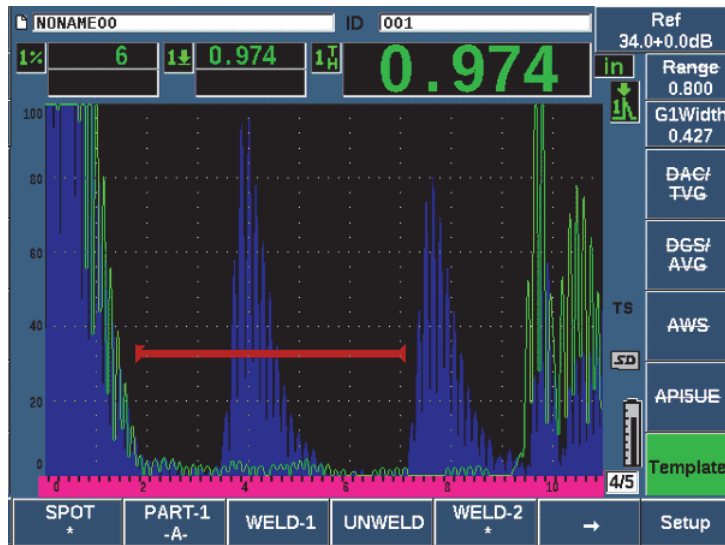 NONAME00 ID 001
Ref
34.0+0.0dB
1% 6 1 0.974 1 T H 0.974 in
Range
0.800
G1Width
0.427
DAC/
TVG
DGS/
AVG
AWS
API5UE
Template
100
80
60
40
20
0
0 2 4 6 8 10
1
TS
SD
4/5
SPOT
*
PART-1
-A-
WELD-1
UNWELD
WELD-2
*
→
Setup